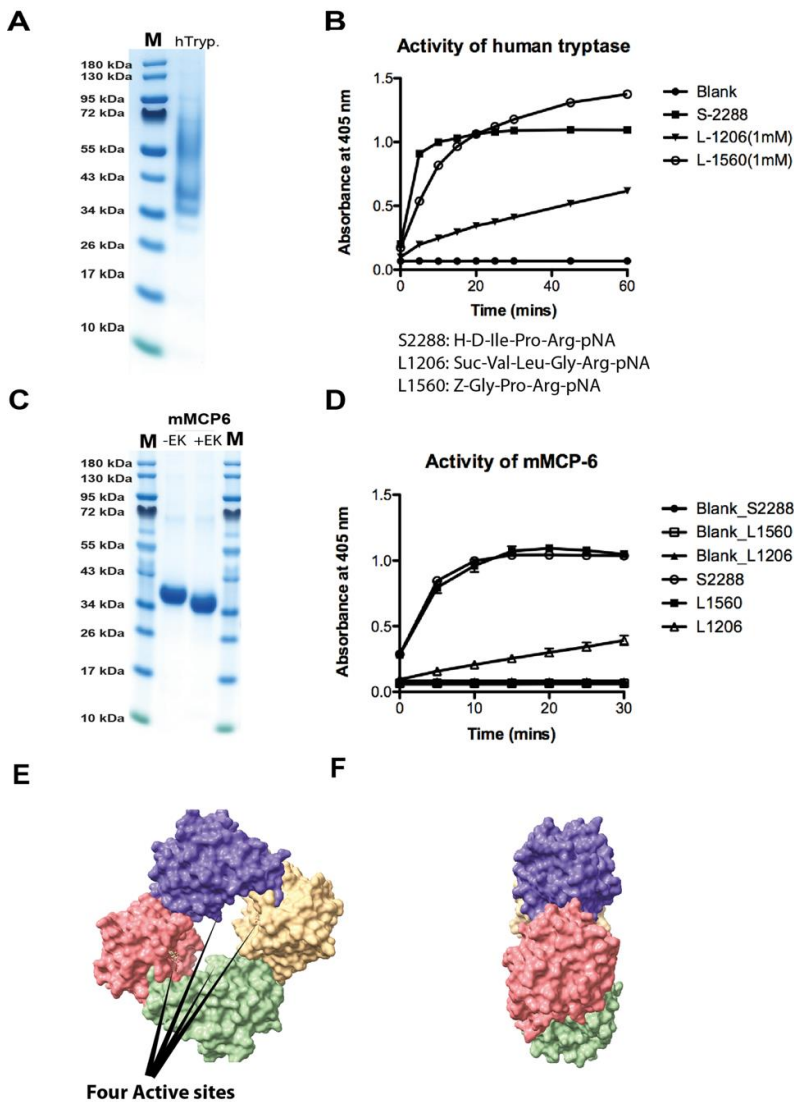 A
M hTryp.
180 kDa
130 kDa
95 kDa
72 kDa
55 kDa
43 kDa
34 kDa
26 kDa
17 kDa
10 kDa
B
Activity of human tryptase
Absorbance at 405 nm
1.5
1.0
0.5
0.0
0 20 40 60
Time (mins)
Blank
S-2288
L-1206(1mM)
L-1560(1mM)
S2288: H-D-Ile-Pro-Arg-pNA
L1206: Suc-Val-Leu-Gly-Arg-pNA
L1560: Z-Gly-Pro-Arg-pNA
C
mMCP6
M -EK +EK M
180 kDa
130 kDa
95 kDa
72 kDa
55 kDa
43 kDa
34 kDa
26 kDa
17 kDa
10 kDa
D
Activity of mMCP-6
Absorbance at 405 nm
1.5
1.0
0.5
0.0
0 10 20 30
Time (mins)
Blank_S2288
Blank_L1560
Blank_L1206
S2288
L1560
L1206
E
Four Active sites
F